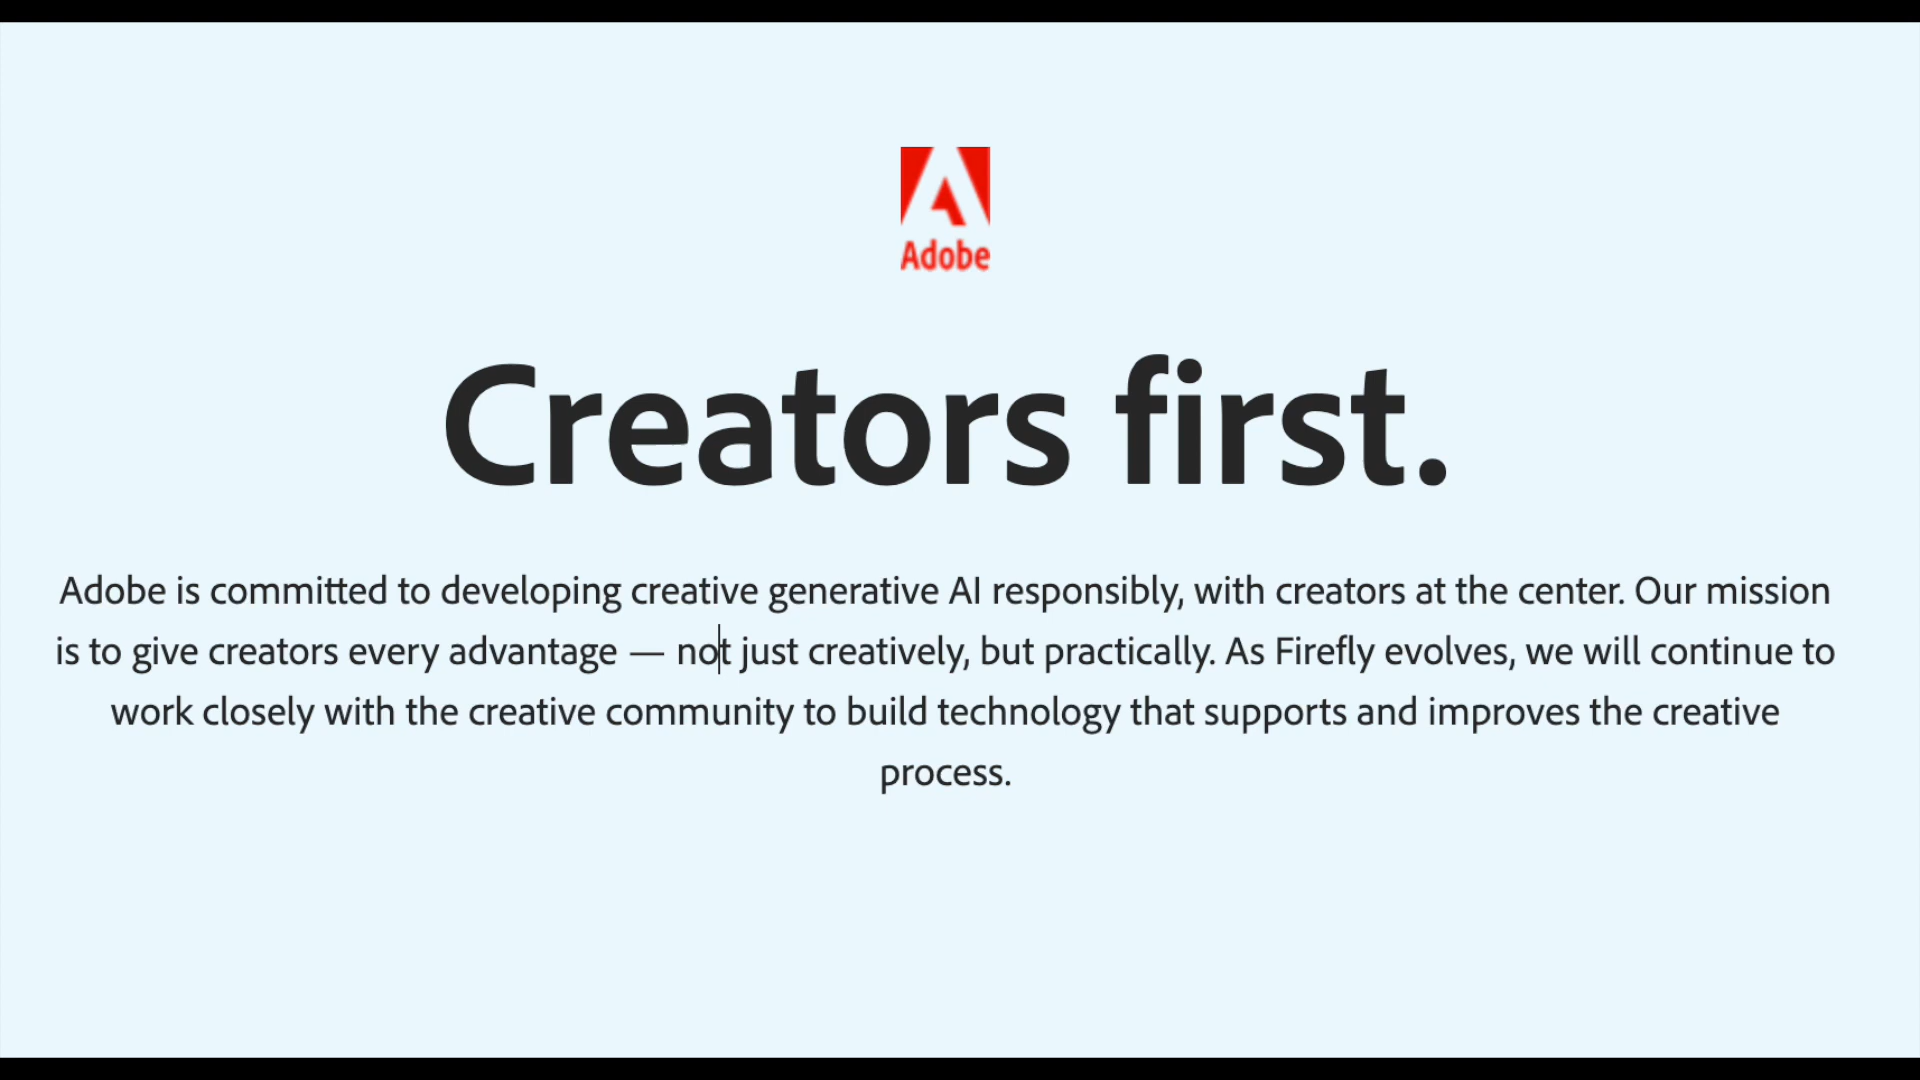 Adobe
Creators first.
Adobe is committed to developing creative generative AI responsibly, with creators at the center. Our mission
is to give creators every advantage — not just creatively, but practically. As Firefly evolves, we will continue to
work closely with the creative community to build technology that supports and improves the creative
process.